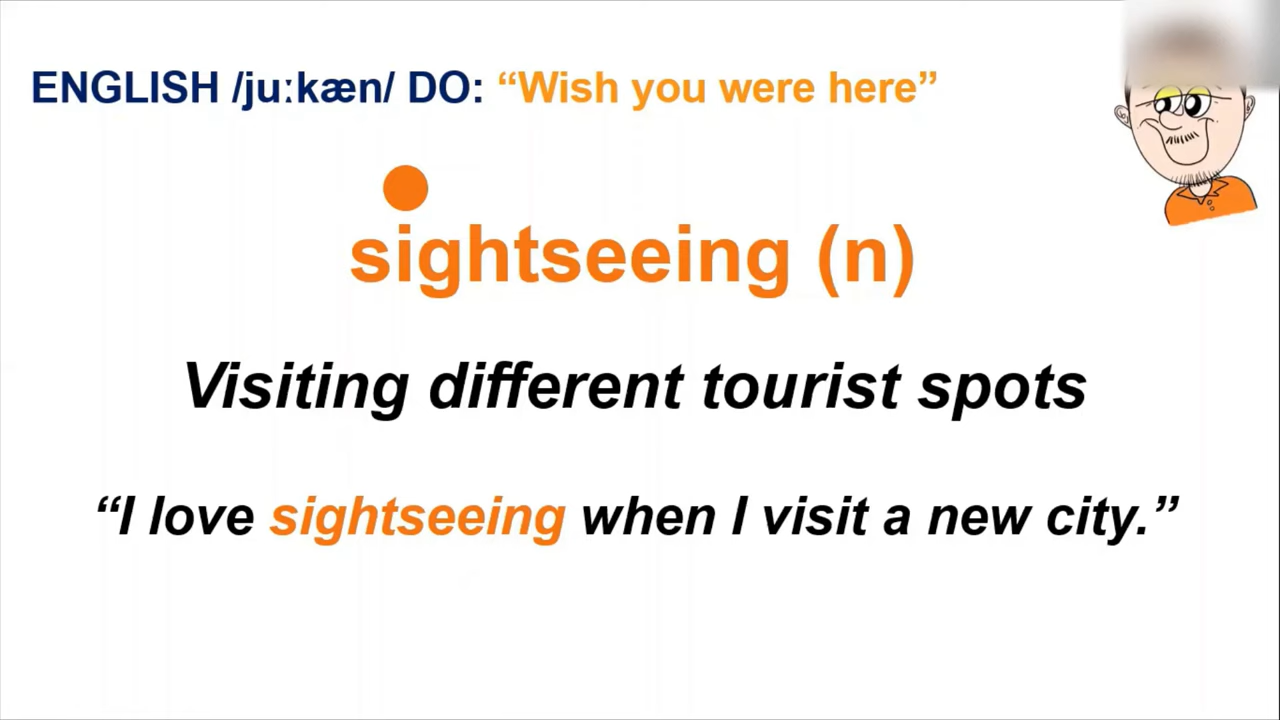 ENGLISH /juːkæn/ DO: “Wish you were here”
sightseeing (n)
Visiting different tourist spots
“I love sightseeing when I visit a new city.”